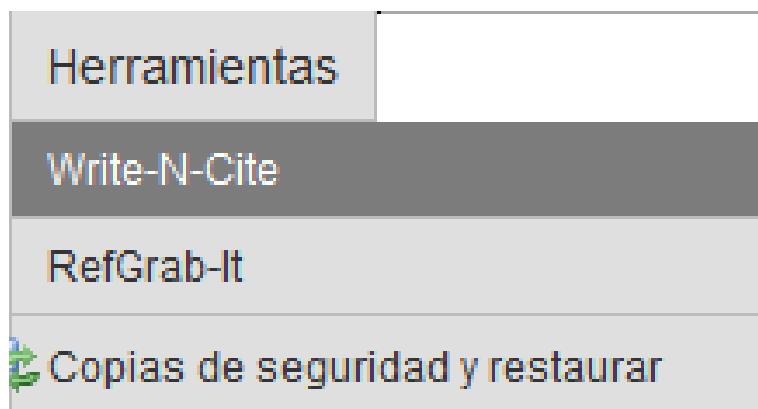 Herramientas
Write-N-Cite
RefGrab-It
Copias de seguridad y restaurar